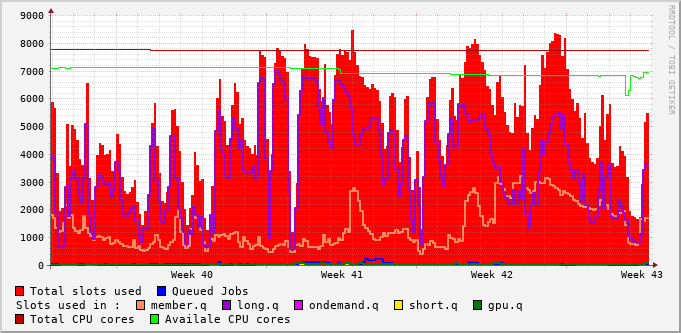 9000
8000
7000
6000
5000
4000
3000
2000
1000
0
Week 40 Week 41 Week 42 Week 43
RRDTOOL / TOBI OETIKER
Total slots used Queued Jobs
Slots used in : member.q long.q ondemand.q short.q gpu.q
Total CPU cores Availale CPU cores